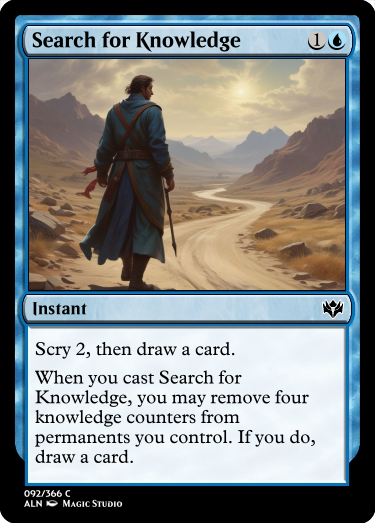 Search for Knowledge 1
Instant
Scry 2, then draw a card.
When you cast Search for
Knowledge, you may remove four
knowledge counters from
permanents you control. If you do,
draw a card.
092/366 C
ALN Magic Studio